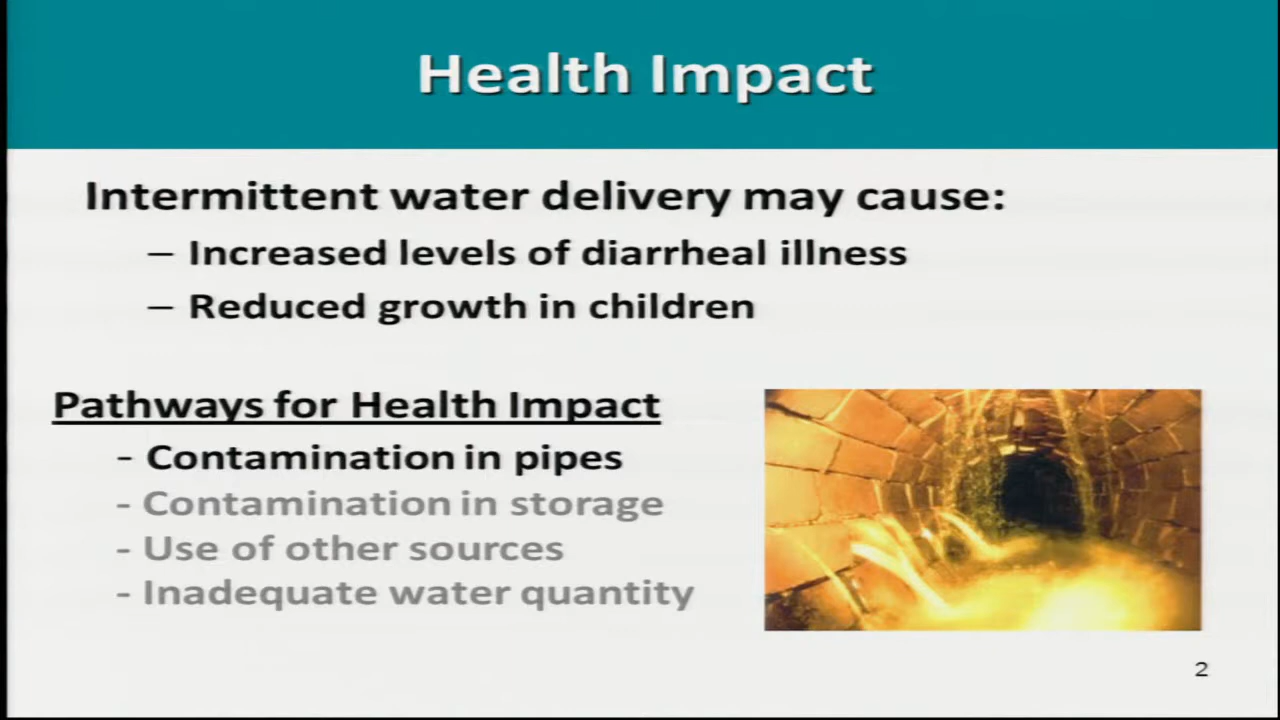 Health Impact
Intermittent water delivery may cause:
– Increased levels of diarrheal illness
– Reduced growth in children
Pathways for Health Impact
- Contamination in pipes
- Contamination in storage
- Use of other sources
- Inadequate water quantity
2